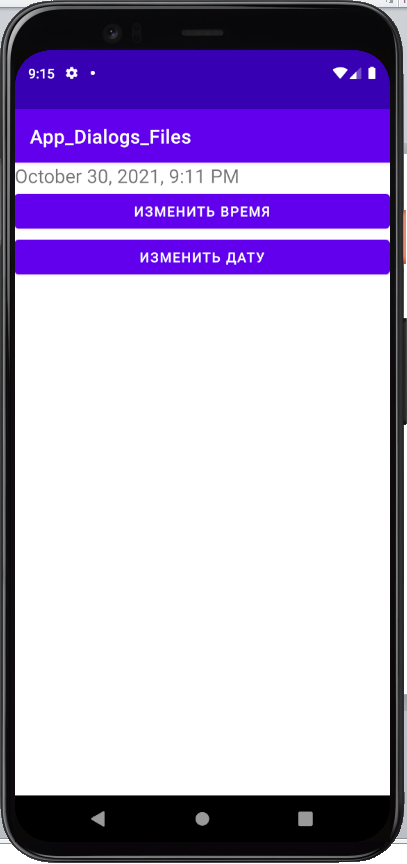 9:15
App_Dialogs_Files
October 30, 2021, 9:11 PM
ИЗМЕНИТЬ ВРЕМЯ
ИЗМЕНИТЬ ДАТУ